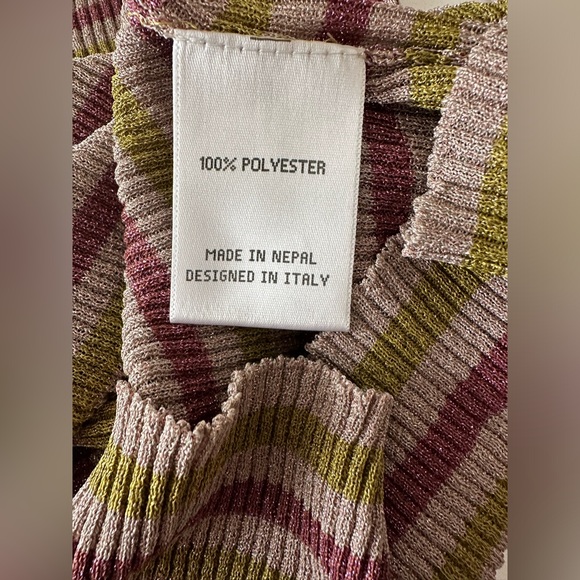 100% POLYESTER
MADE IN NEPAL
DESIGNED IN ITALY